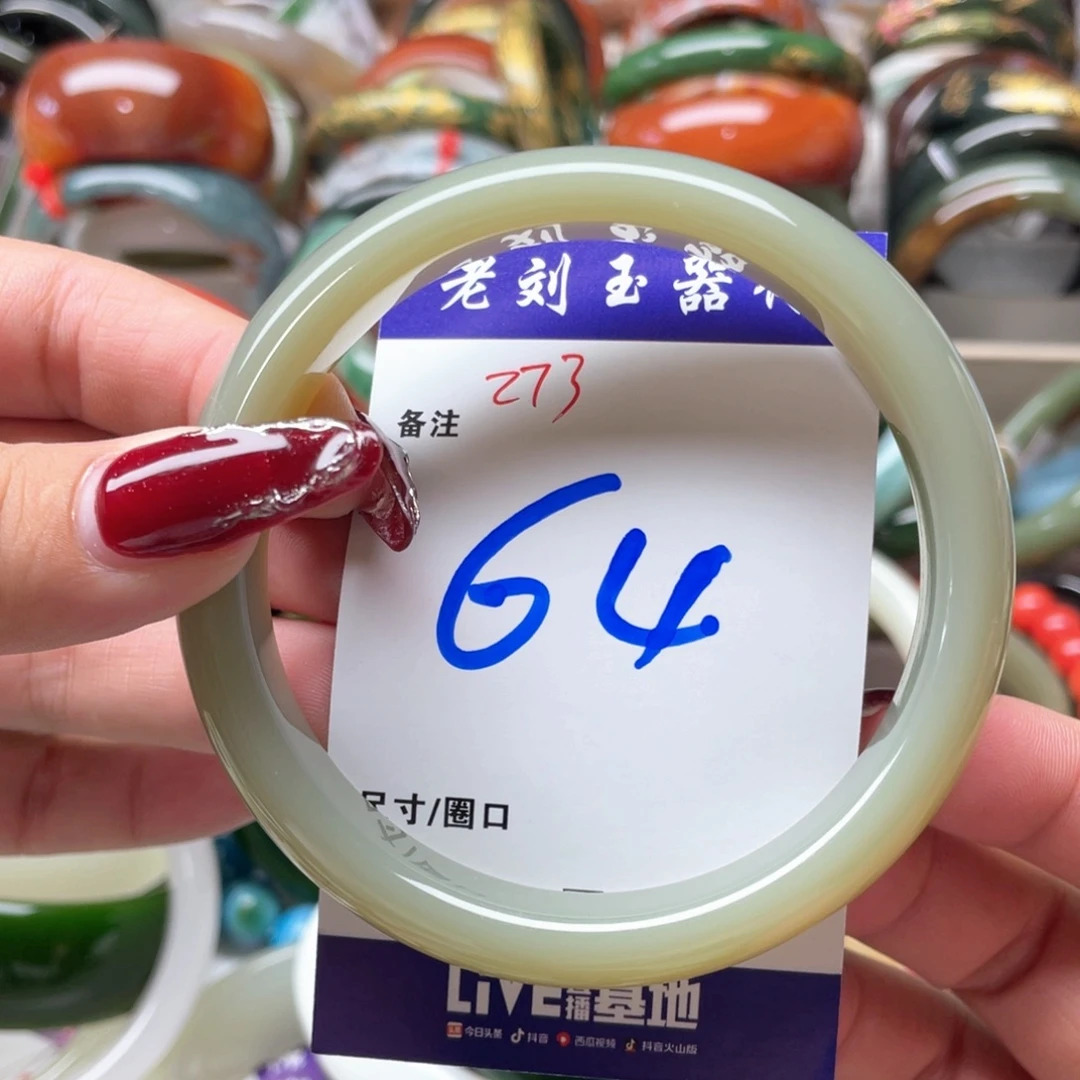 老刘玉器
273
备注
64
尺寸/圈口
LIVE直播基地
今日头条 抖音 西瓜视频 抖音火山版